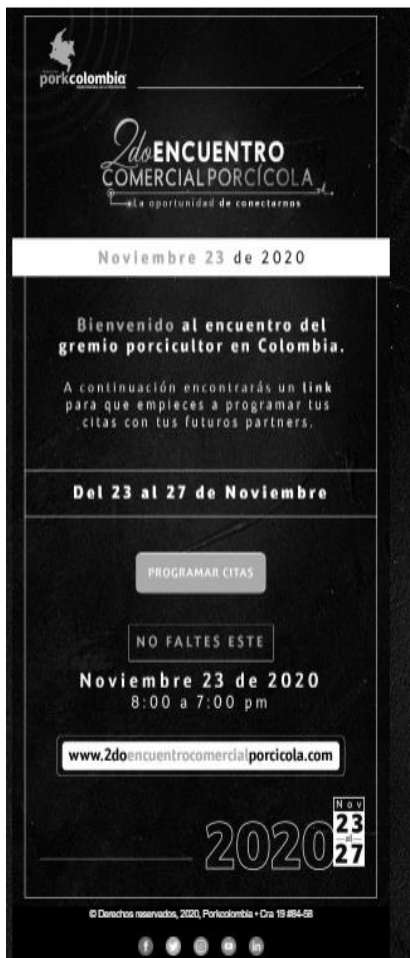 porkcolombia
2do ENCUENTRO
COMERCIAL PORCÍCOLA
La oportunidad de conectarnos
Noviembre 23 de 2020
Bienvenido al encuentro del
gremio porcicultor en Colombia.
A continuación encontrarás un link
para que empieces a programar tus
citas con tus futuros partners.
Del 23 al 27 de Noviembre
PROGRAMAR CITAS
NO FALTES ESTE
Noviembre 23 de 2020
8:00 a 7:00 pm
www.2doencuentrocomercialporcicola.com
Nov
23
al
27
2020
© Derechos reservados, 2020, Porkcolombia • Cra 19 #84-58